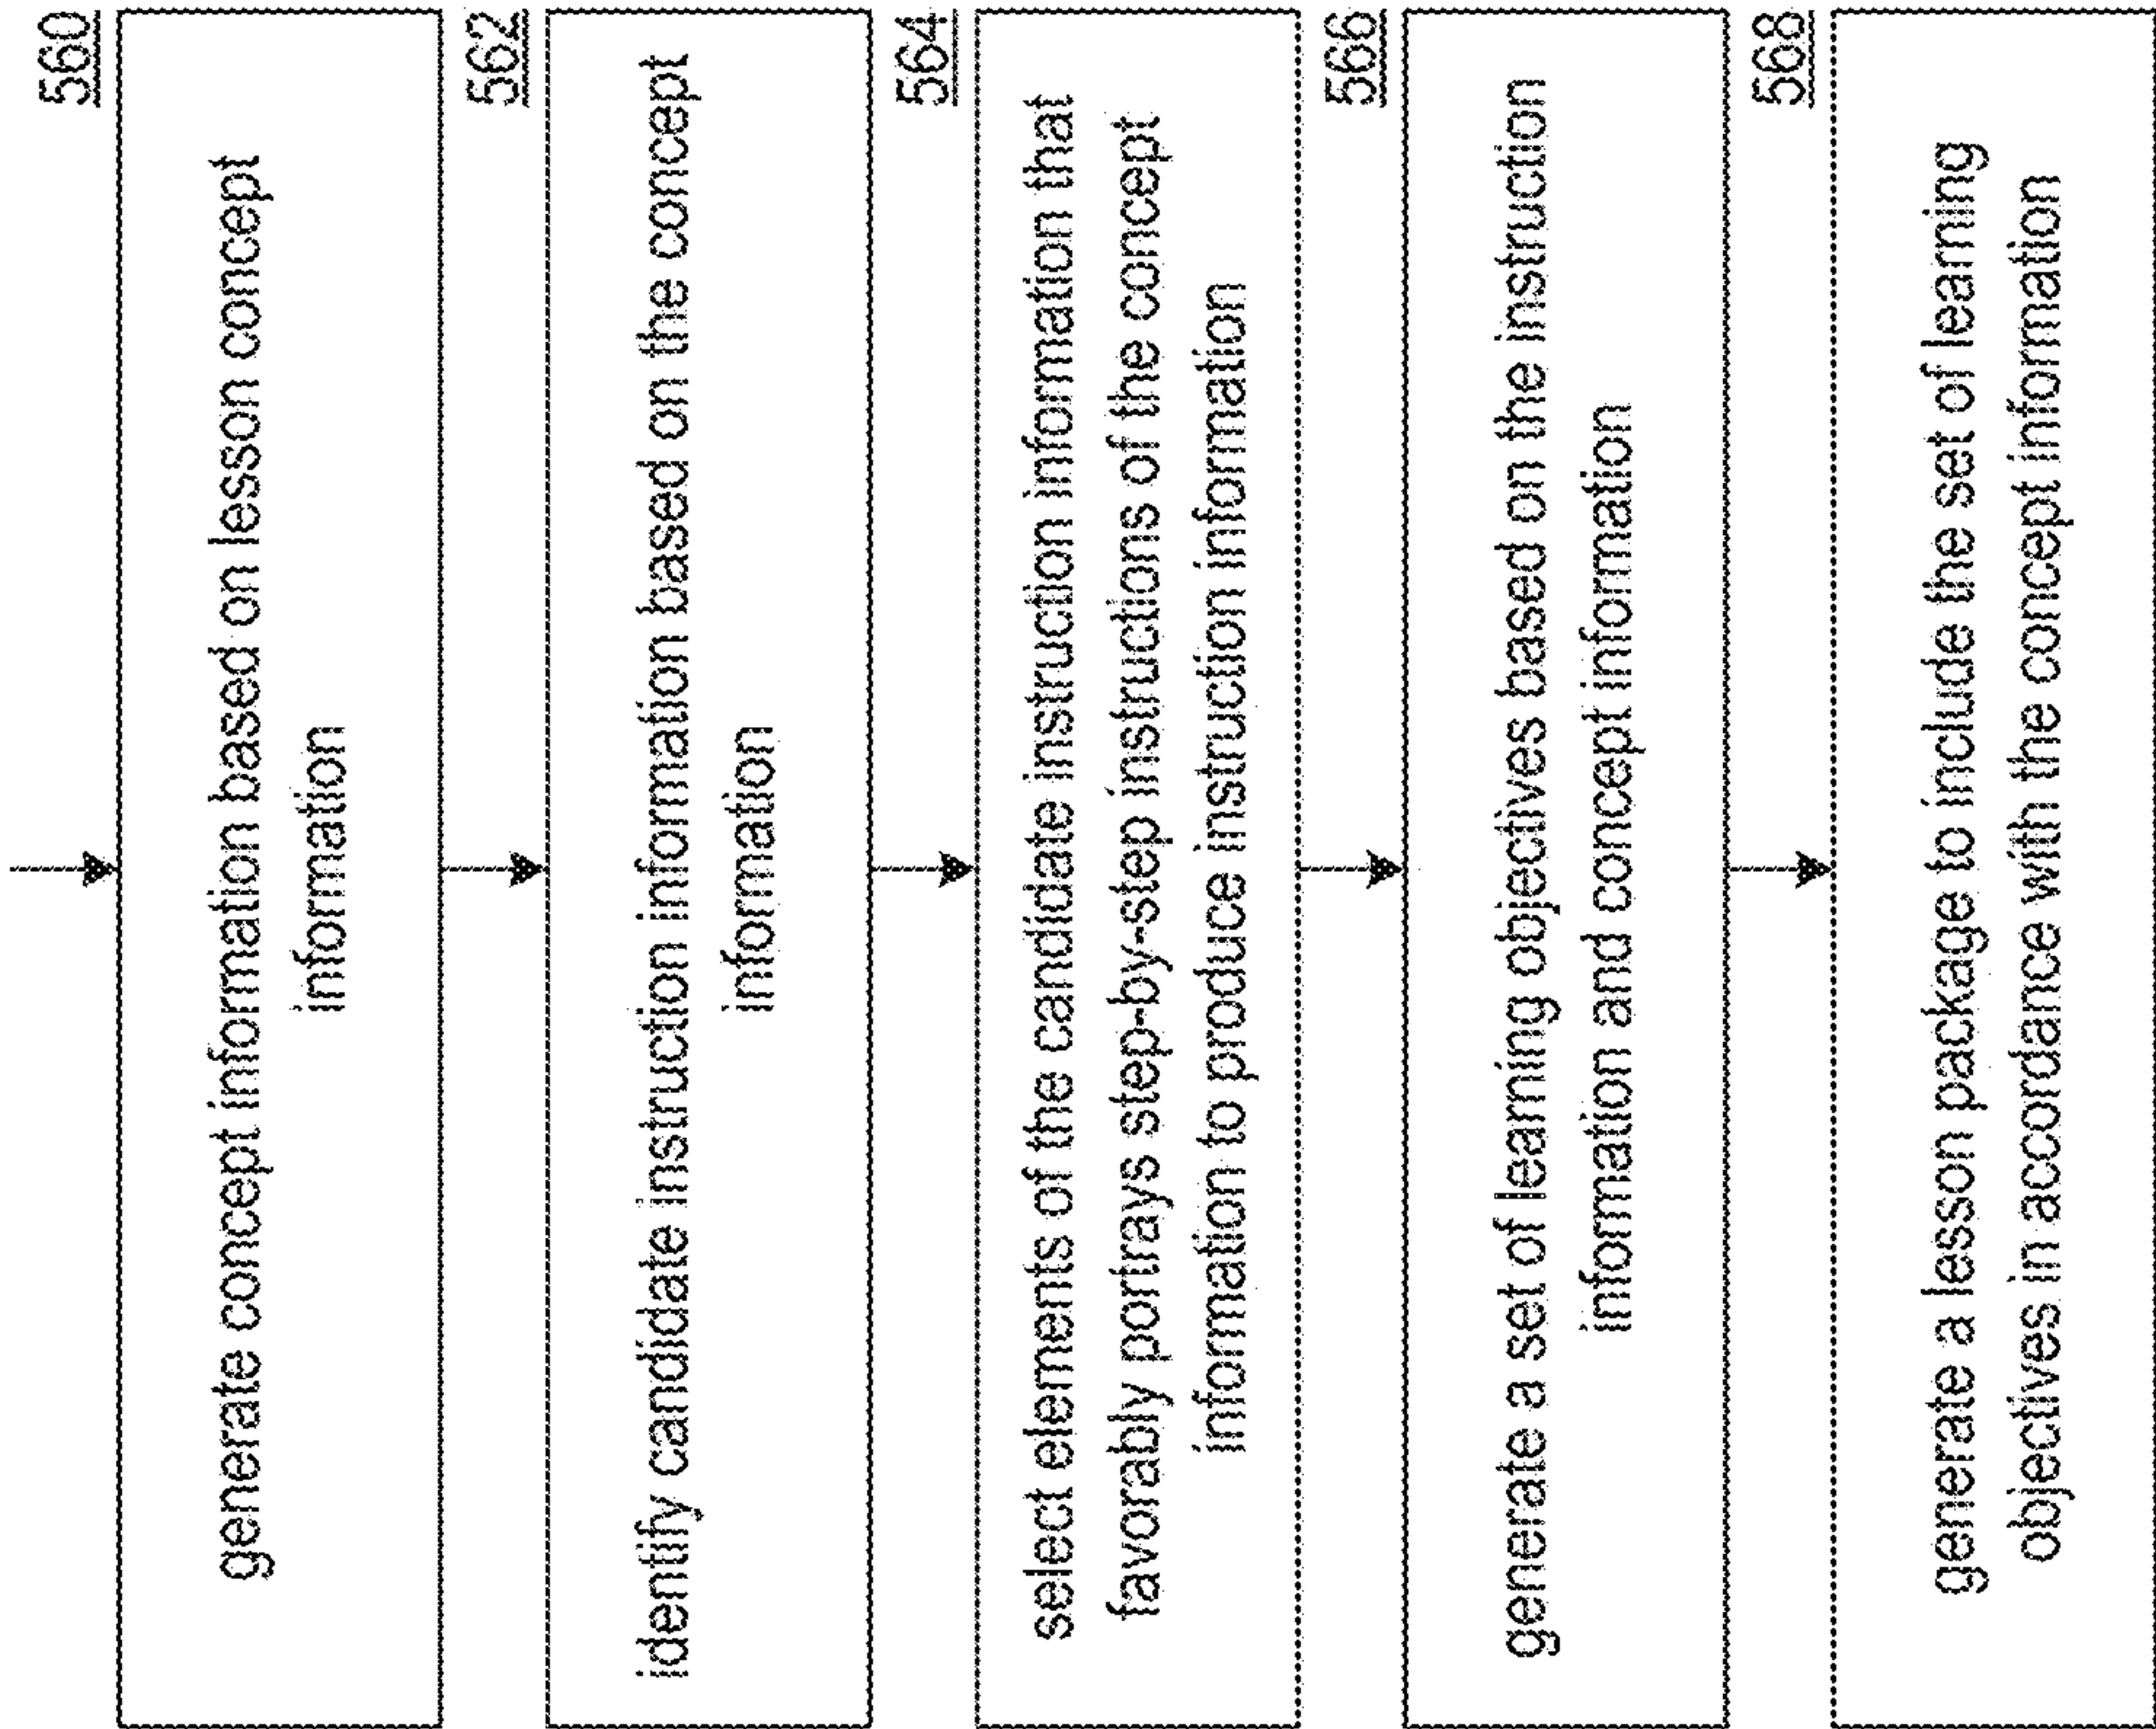 560
generate concept information based on lesson concept
information
562
identify candidate instruction information based on the concept
information
564
select elements of the candidate instruction information that
favorably portrays step-by-step instructions of the concept
information to produce instruction information
566
generate a set of learning objectives based on the instruction
information and concept information
568
generate a lesson package to include the set of learning
objectives in accordance with the concept information